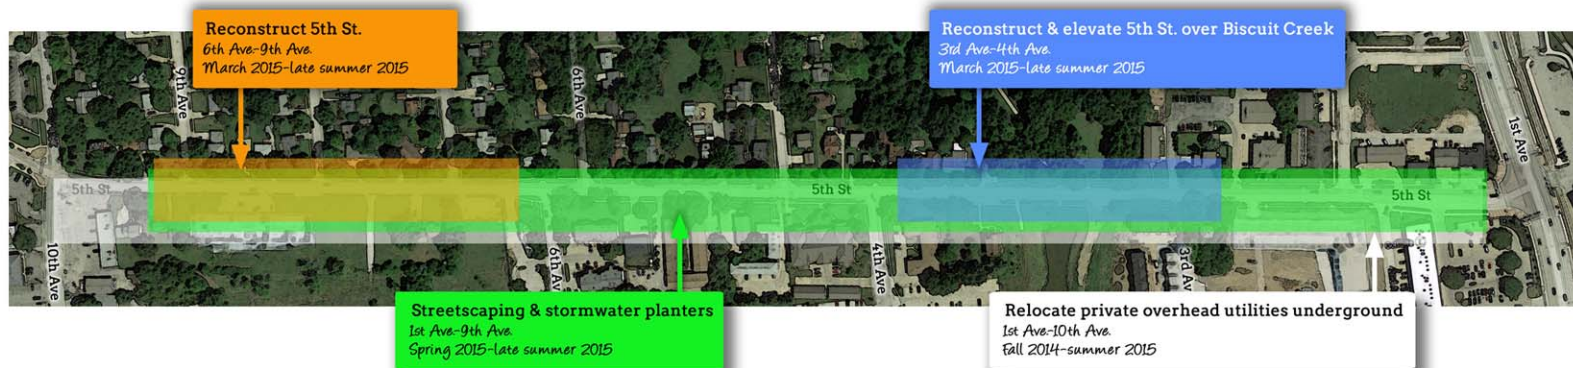 Reconstruct 5th St.
6th Ave.-9th Ave.
March 2015-late summer 2015
Reconstruct & elevate 5th St. over Biscuit Creek
3rd Ave.-4th Ave.
March 2015-late summer 2015
9th Ave
6th Ave
1st Ave
5th St
5th St
5th St
10th Ave
6th Av
4th Ave
3rd Av
Streetscaping & stormwater planters
1st Ave.-9th Ave.
Spring 2015-late summer 2015
Relocate private overhead utilities underground
1st Ave.-10th Ave.
Fall 2014-summer 2015